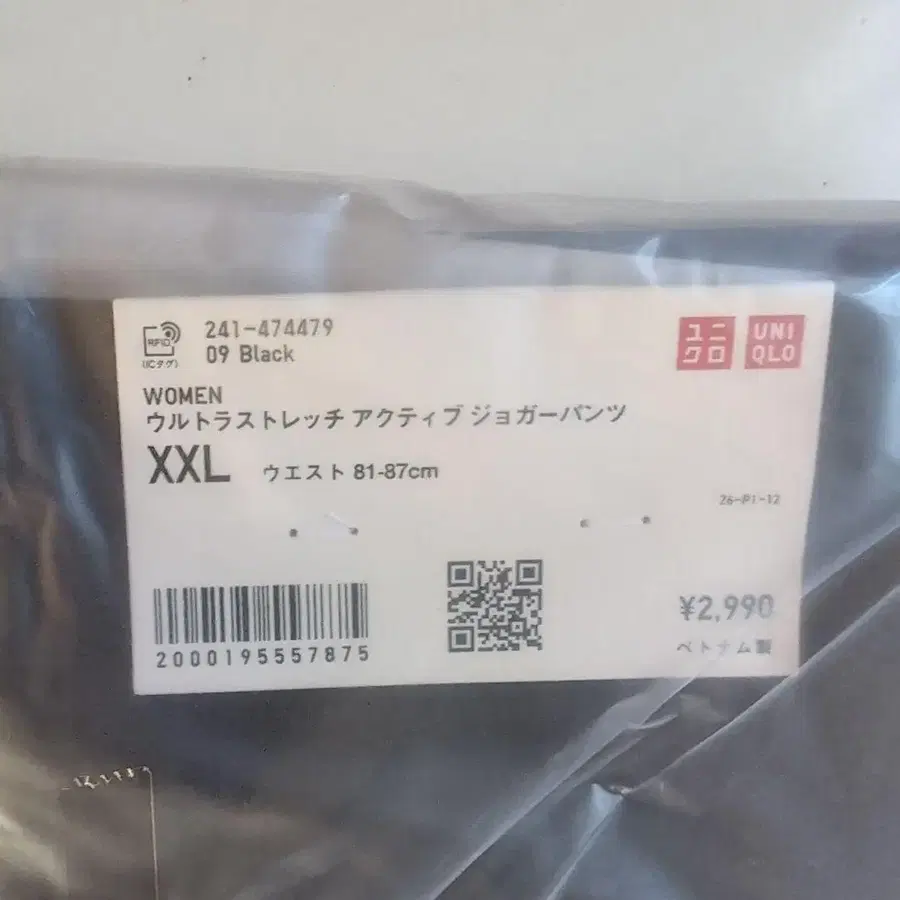 241-474479
09 Black
RFID
(ICタグ)
ユニ
クロ
UNI
QLO
WOMEN
ウルトラストレッチ アクティブ ジョガーパンツ
XXL ウエスト 81-87cm
26-P1-12
2000195557875
¥2,990
ベトナム製